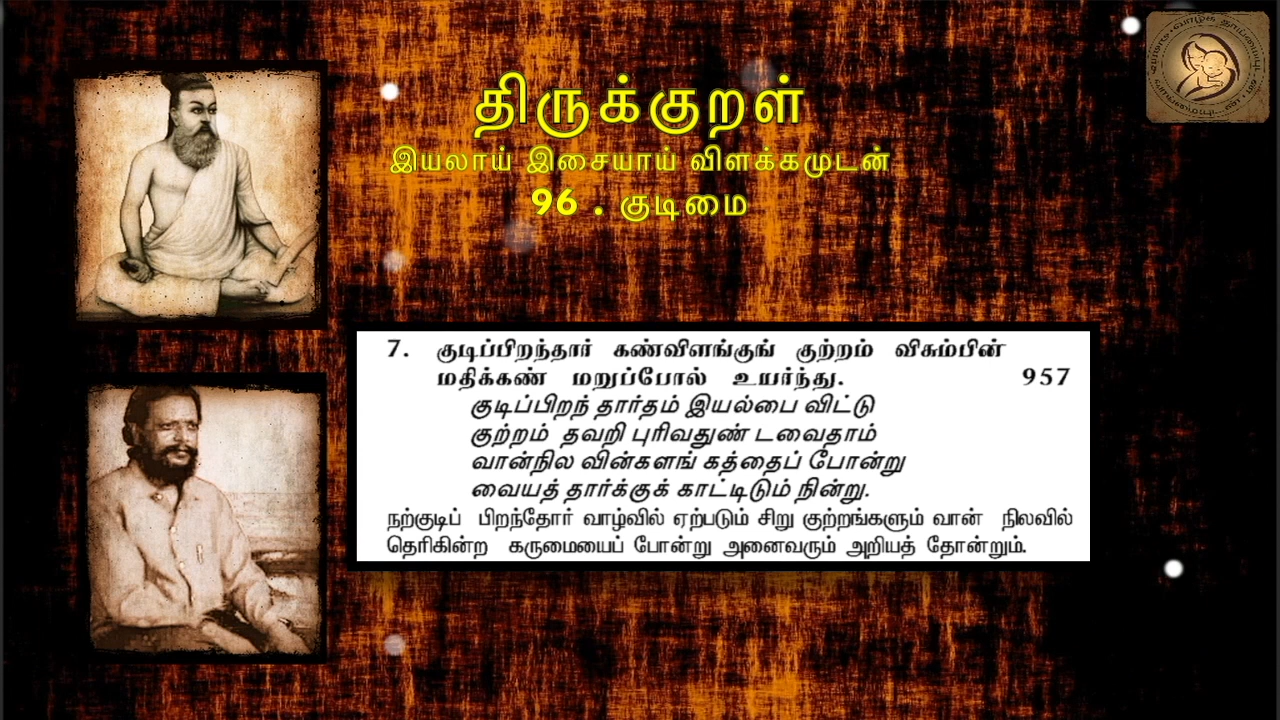 திருக்குறள்
இயலாய் இசையாய் விளக்கமுடன்
96 . குடிமை
7. குடிப்பிறந்தார் கண்விளங்குங் குற்றம் விசும்பின்
மதிக்கண் மறுப்போல் உயர்ந்து. 957
குடிப்பிறந் தார்தம் இயல்பை விட்டு
குற்றம் தவறி புரிவதுண் டவைதாம்
வான்நில வின்களங் கத்தைப் போன்று
வையத் தார்க்குக் காட்டிடும் நின்று.
நற்குடிப் பிறந்தோர் வாழ்வில் ஏற்படும் சிறு குற்றங்களும் வான் நிலவில்
தெரிகின்ற கருமையைப் போன்று அனைவரும் அறியத் தோன்றும்.